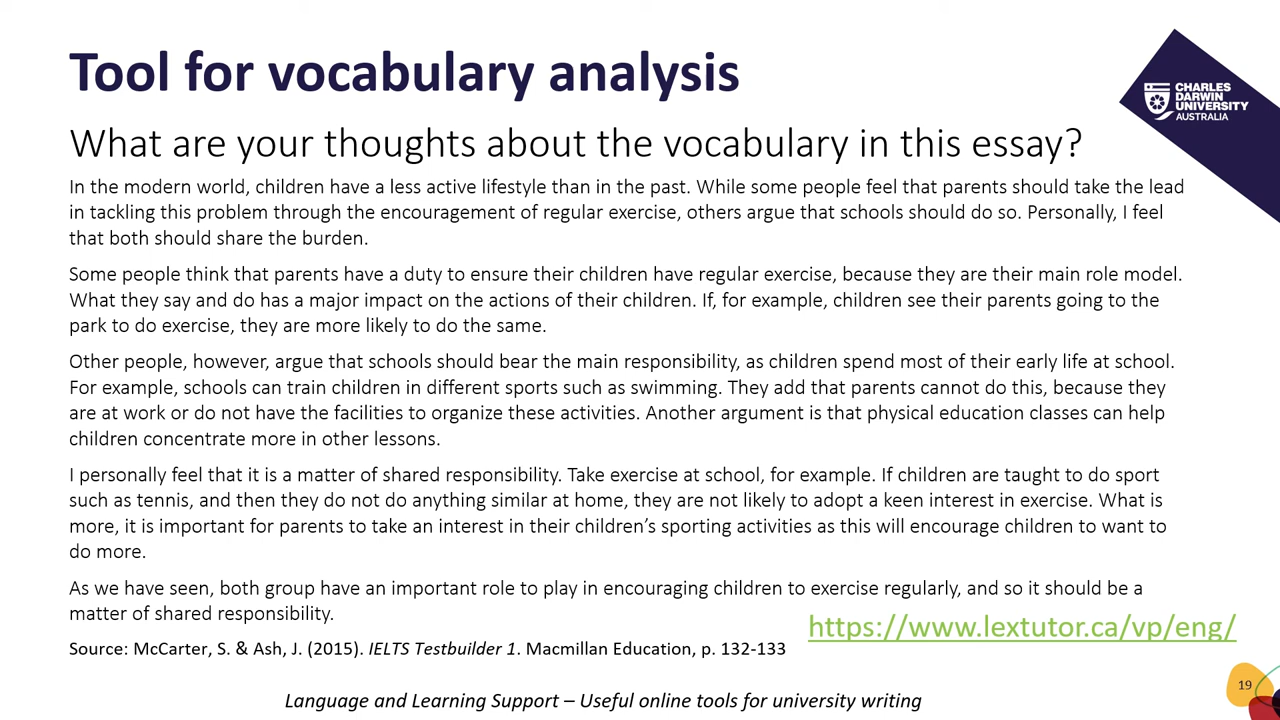 Tool for vocabulary analysis
CHARLES
DARWIN
UNIVERSITY
AUSTRALIA
What are your thoughts about the vocabulary in this essay?
In the modern world, children have a less active lifestyle than in the past. While some people feel that parents should take the lead
in tackling this problem through the encouragement of regular exercise, others argue that schools should do so. Personally, I feel
that both should share the burden.
Some people think that parents have a duty to ensure their children have regular exercise, because they are their main role model.
What they say and do has a major impact on the actions of their children. If, for example, children see their parents going to the
park to do exercise, they are more likely to do the same.
Other people, however, argue that schools should bear the main responsibility, as children spend most of their early life at school.
For example, schools can train children in different sports such as swimming. They add that parents cannot do this, because they
are at work or do not have the facilities to organize these activities. Another argument is that physical education classes can help
children concentrate more in other lessons.
I personally feel that it is a matter of shared responsibility. Take exercise at school, for example. If children are taught to do sport
such as tennis, and then they do not do anything similar at home, they are not likely to adopt a keen interest in exercise. What is
more, it is important for parents to take an interest in their children's sporting activities as this will encourage children to want to
do more.
As we have seen, both group have an important role to play in encouraging children to exercise regularly, and so it should be a
matter of shared responsibility.
https://www.lextutor.ca/vp/eng/
Source: McCarter, S. & Ash, J. (2015). IELTS Testbuilder 1. Macmillan Education, p. 132-133
19
Language and Learning Support – Useful online tools for university writing